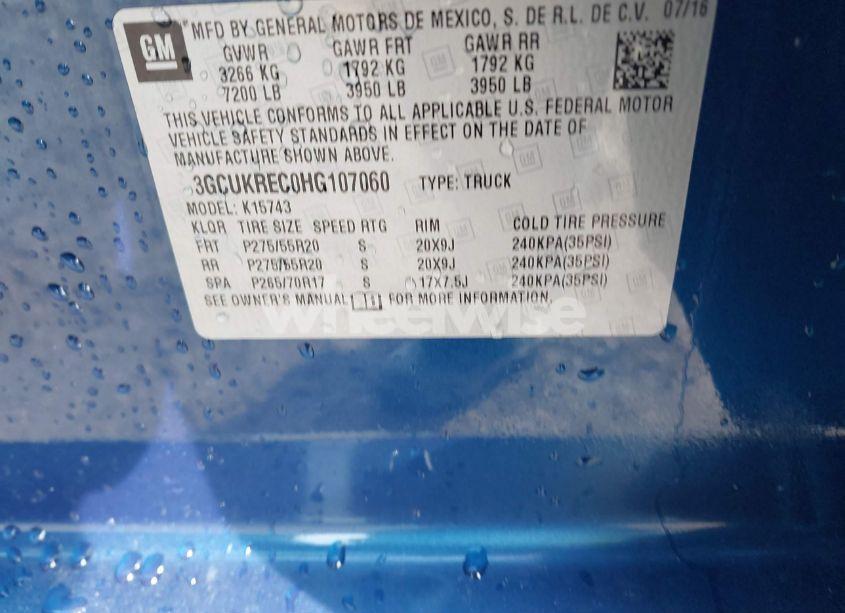 MFD BY GENERAL MOTORS DE MEXICO, S. DE R.L. DE C.V. 07/16
GM
GVWR GAWR FRT GAWR RR
3266 KG 1792 KG 1792 KG
7200 LB 3950 LB 3950 LB
THIS VEHICLE CONFORMS TO ALL APPLICABLE U.S. FEDERAL MOTOR
VEHICLE SAFETY STANDARDS IN EFFECT ON THE DATE OF
MANUFACTURE SHOWN ABOVE.
3GCUKREC0HG107060 TYPE: TRUCK
MODEL: K15743
KLQR TIRE SIZE SPEED RTG RIM COLD TIRE PRESSURE
FRT P275/55R20 S 20X9J 240KPA(35PSI)
RR P275/55R20 S 20X9J 240KPA(35PSI)
SPA P265/70R17 S 17X7.5J 240KPA(35PSI)
SEE OWNER'S MANUAL FOR MORE INFORMATION.
wheelwise